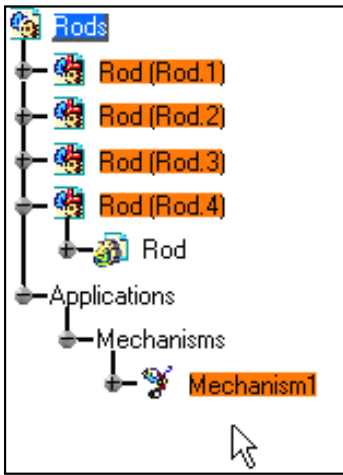 Rods
Rod (Rod.1)
Rod (Rod.2)
Rod (Rod.3)
Rod (Rod.4)
Rod
Applications
Mechanisms
Mechanism1